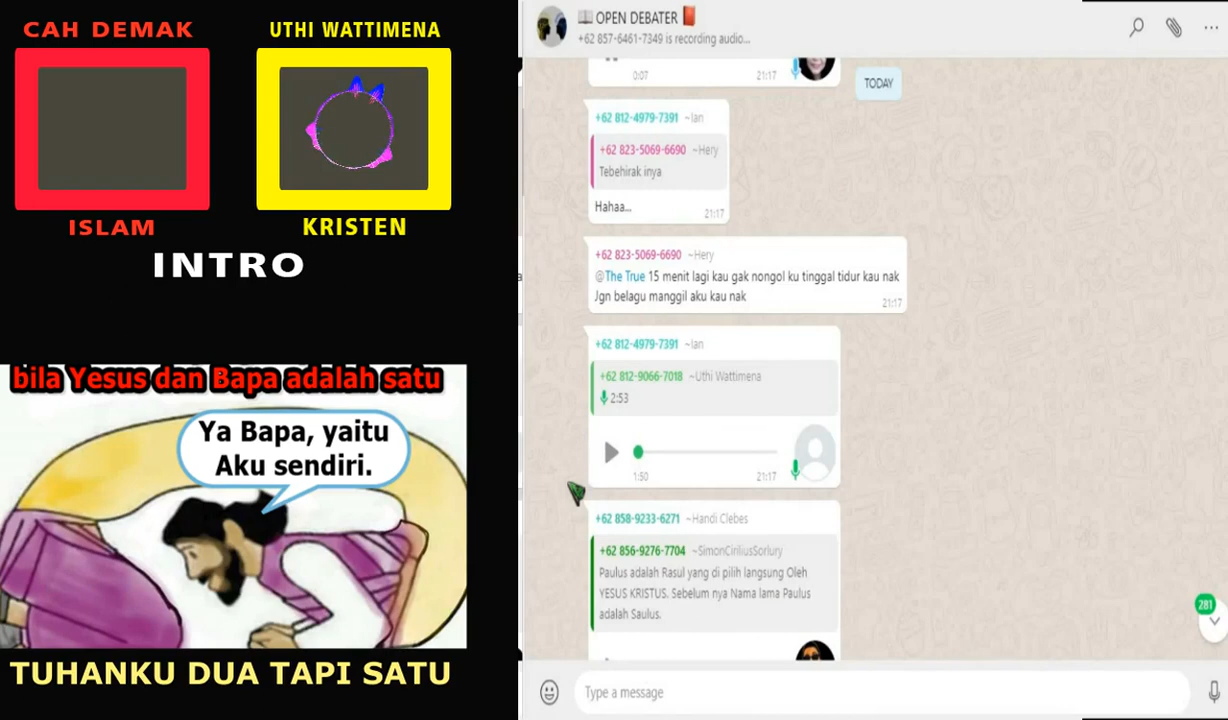 CAH DEMAK
UTHI WATTIMENA
ISLAM
KRISTEN
INTRO
bila Yesus dan Bapa adalah satu
Ya Bapa, yaitu
Aku sendiri.
TUHANKU DUA TAPI SATU
OPEN DEBATER
+62 857-6461-7349 is recording audio...
0:07
21:17
TODAY
+62 812-4979-7391 ~Ian
+62 823-5069-6690 ~Hery
Tebehirak inya
Hahaa...
21:17
+62 823-5069-6690 ~Hery
@The True 15 menit lagi kau gak nongol ku tinggal tidur kau nak
Jgn belagu manggil aku kau nak
21:17
+62 812-4979-7391 ~Ian
+62 812-9066-7018 ~Uthi Wattimena
2:53
1:50
21:17
+62 858-9233-6271 ~Handi Clebes
+62 856-9276-7704 ~SimonCiriliusSorlury
Paulus adalah Rasul yang di pilih langsung Oleh
YESUS KRISTUS. Sebelum nya Nama lama Paulus
adalah Saulus.
281
Type a message